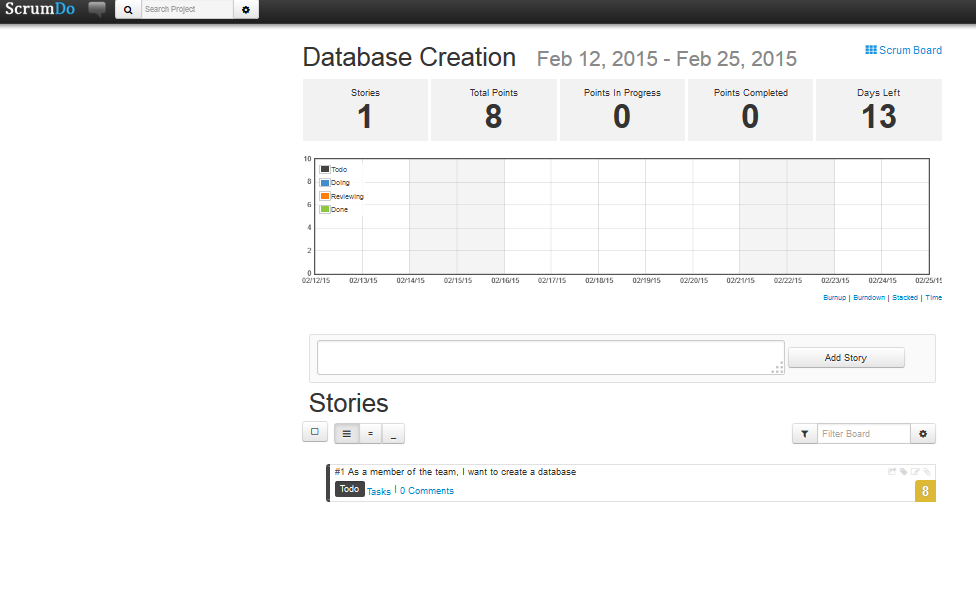 ScrumDo Search Project
Database Creation Feb 12, 2015 - Feb 25, 2015 Scrum Board
Stories Total Points Points In Progress Points Completed Days Left
1 8 0 0 13
10
8
6
4
2
0
Todo
Doing
Reviewing
Done
02/12/15 02/13/15 02/14/15 02/15/15 02/16/15 02/17/15 02/18/15 02/19/15 02/20/15 02/21/15 02/22/15 02/23/15 02/24/15 02/25/15
Burnup | Burndown | Stacked | Time
Add Story
Stories
Filter Board
#1 As a member of the team, I want to create a database
Todo Tasks | 0 Comments 8